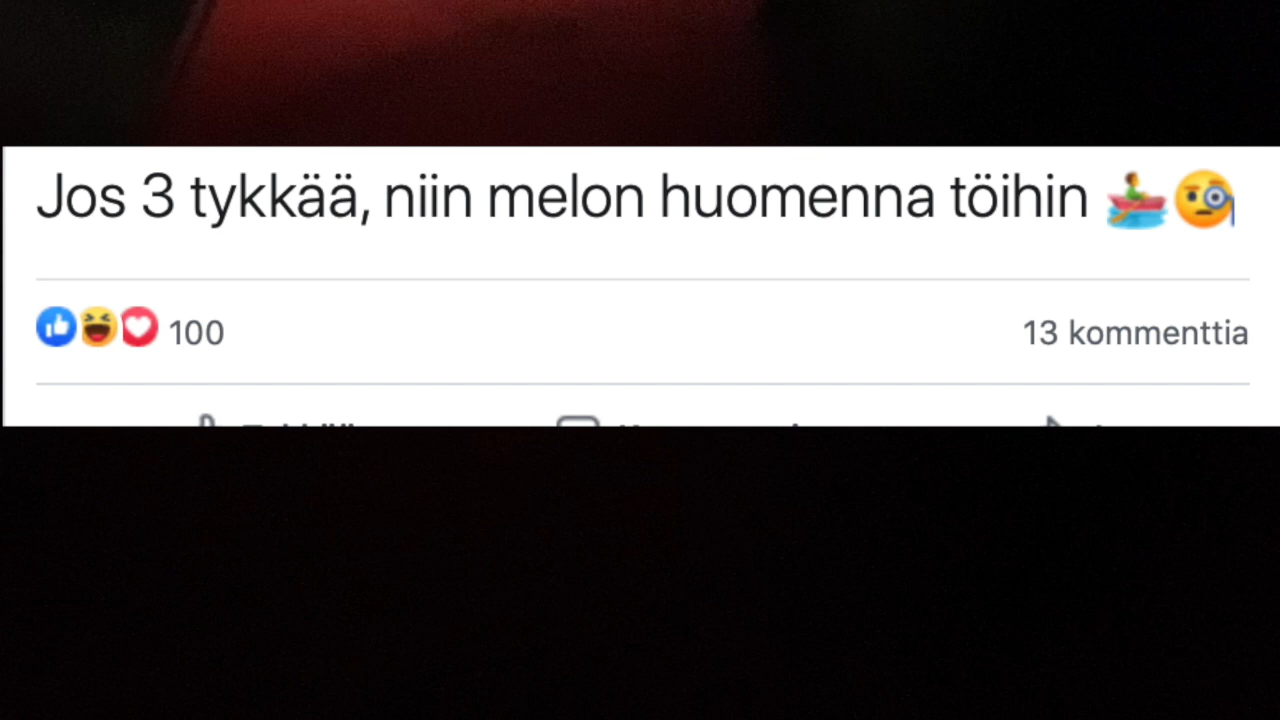 Jos 3 tykkää, niin melon huomenna töihin 🚣🧐
100
13 kommenttia